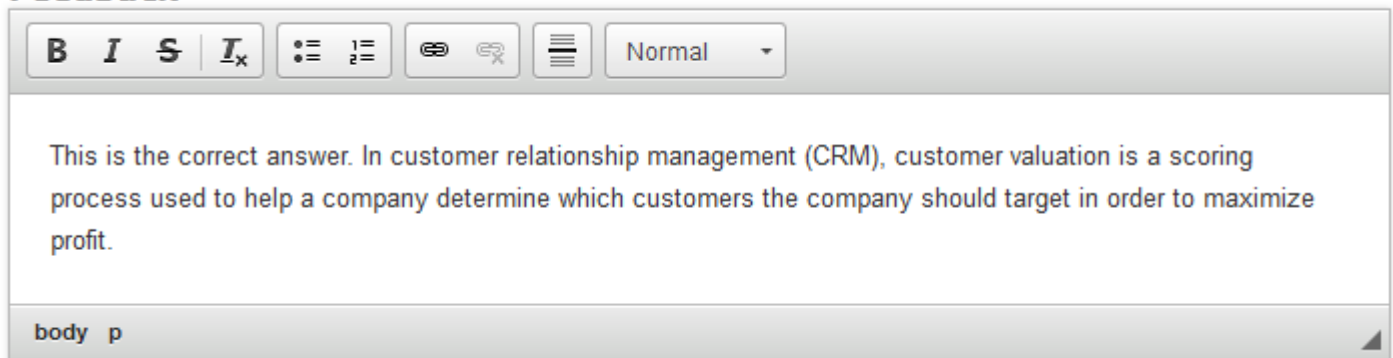 B I S Tx Normal
This is the correct answer. In customer relationship management (CRM), customer valuation is a scoring
process used to help a company determine which customers the company should target in order to maximize
profit.
body p